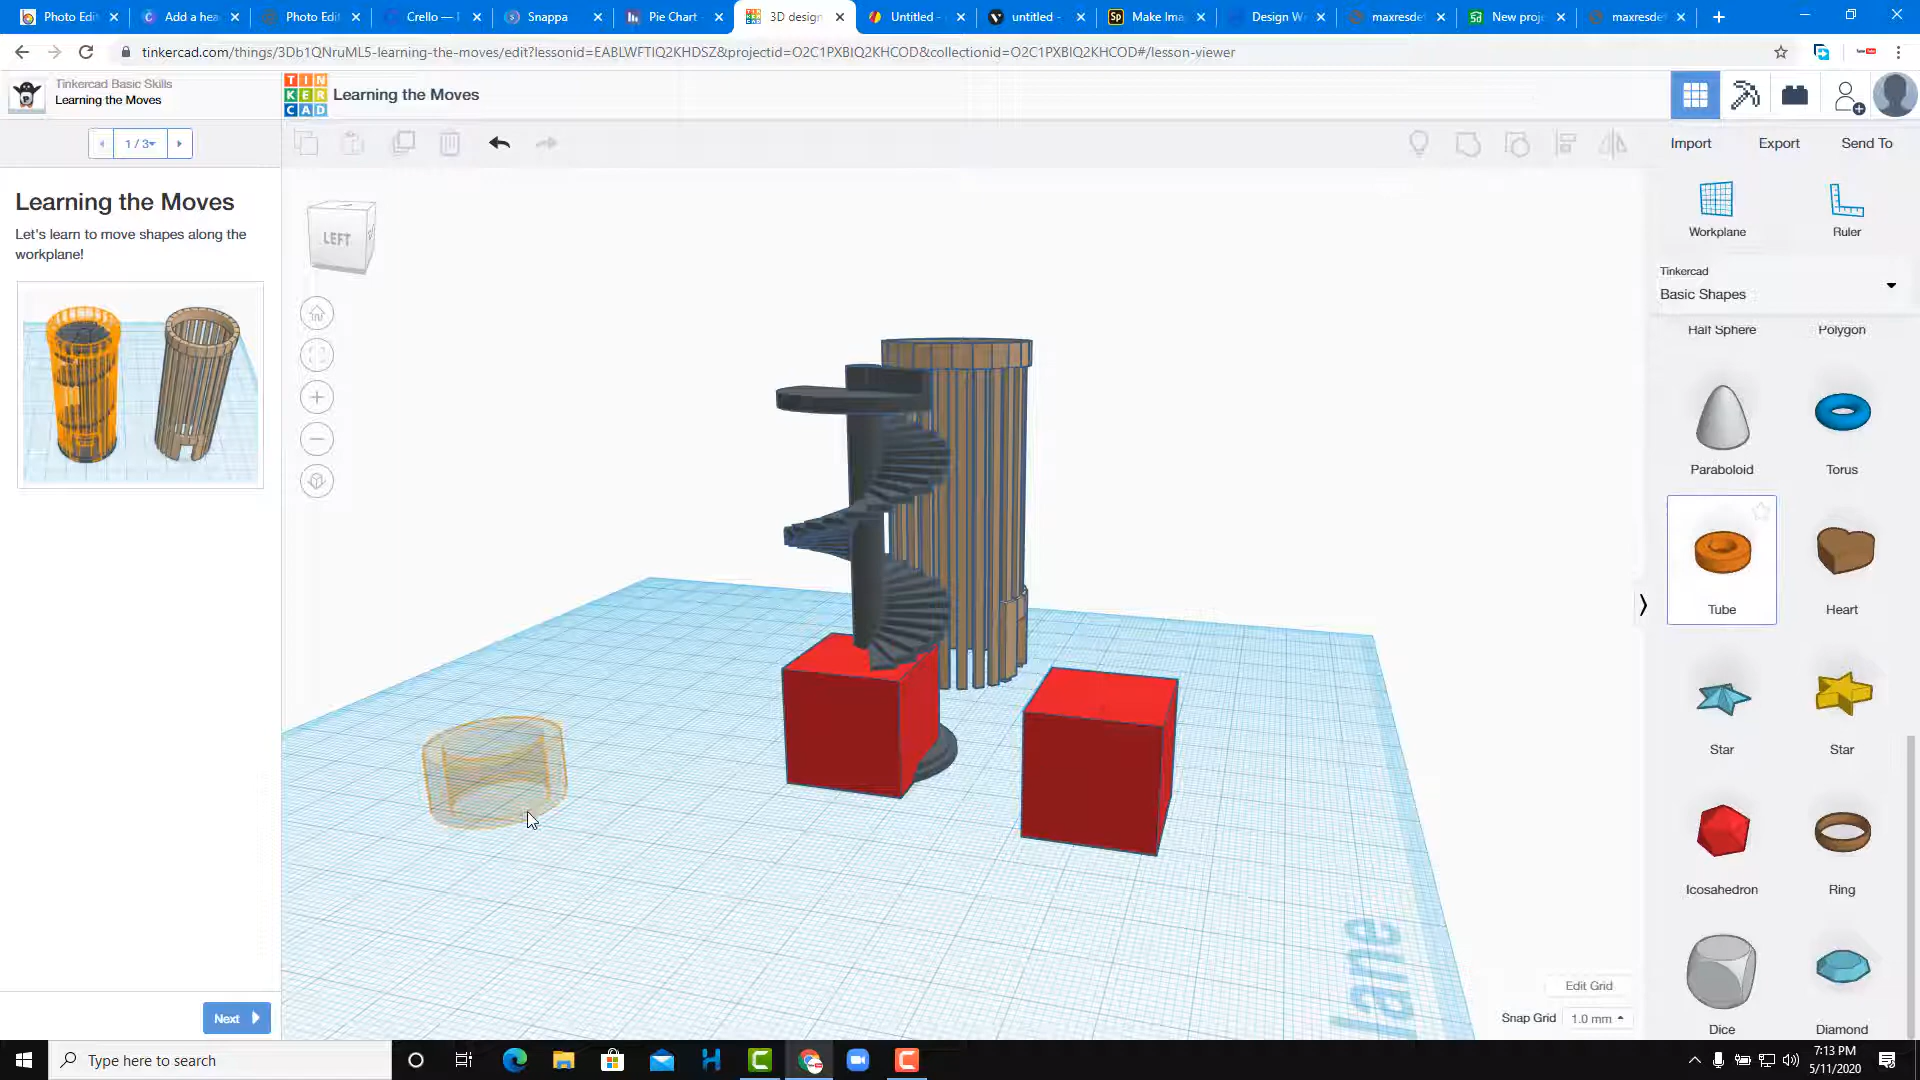 Photo Edit
Add a hea
Photo Edit
Crello —
Snappa
Pie Chart -
3D design
Untitled -
untitled -
Make Ima
Design W
maxresde
New proj
maxresde
tinkercad.com/things/3Db1QNruML5-learning-the-moves/edit?lessonid=EABLWFTIQ2KHDSZ&projectid=O2C1PXBIQ2KHCOD&collectionid=O2C1PXBIQ2KHCOD#/lesson-viewer
Tinkercad Basic Skills
Learning the Moves
TIN
KER
CAD
Learning the Moves
1 / 3
Import
Export
Send To
Learning the Moves
Let's learn to move shapes along the
workplane!
LEFT
Workplane
Ruler
Tinkercad
Basic Shapes
Half Sphere
Polygon
Paraboloid
Torus
Tube
Heart
Star
Star
Icosahedron
Ring
Dice
Diamond
lane
Edit Grid
Snap Grid
1.0 mm
Next
Type here to search
7:13 PM
5/11/2020